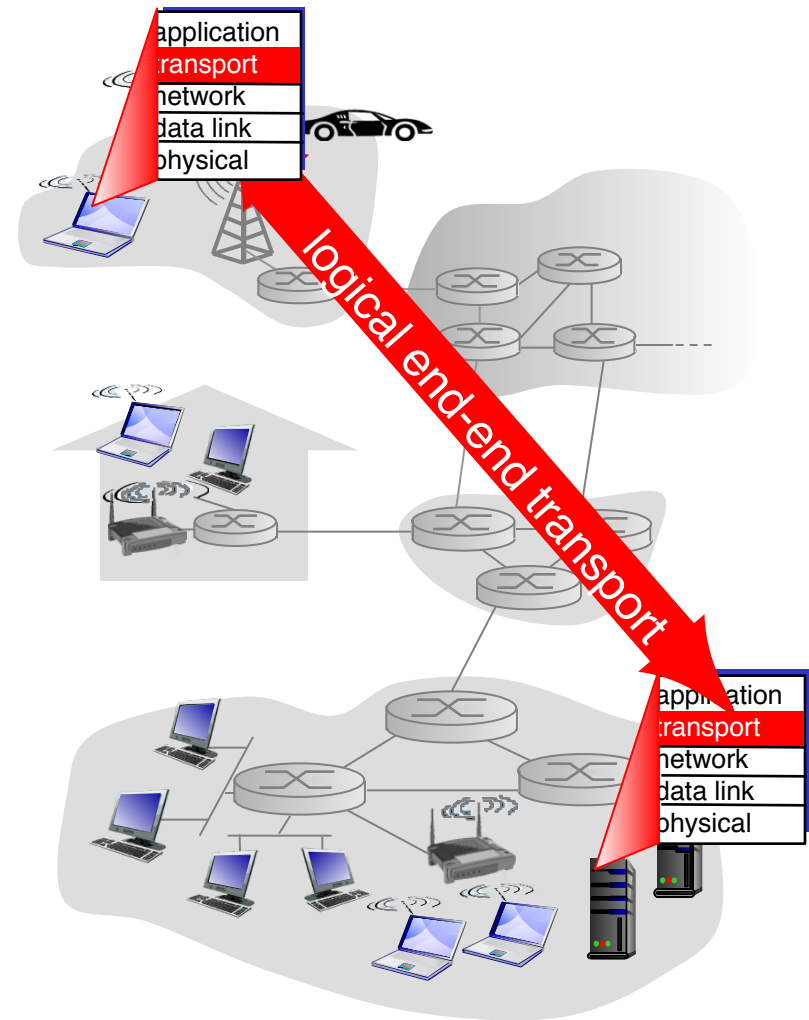 application
transport
network
data link
physical
logical end-end transport
application
transport
network
data link
physical